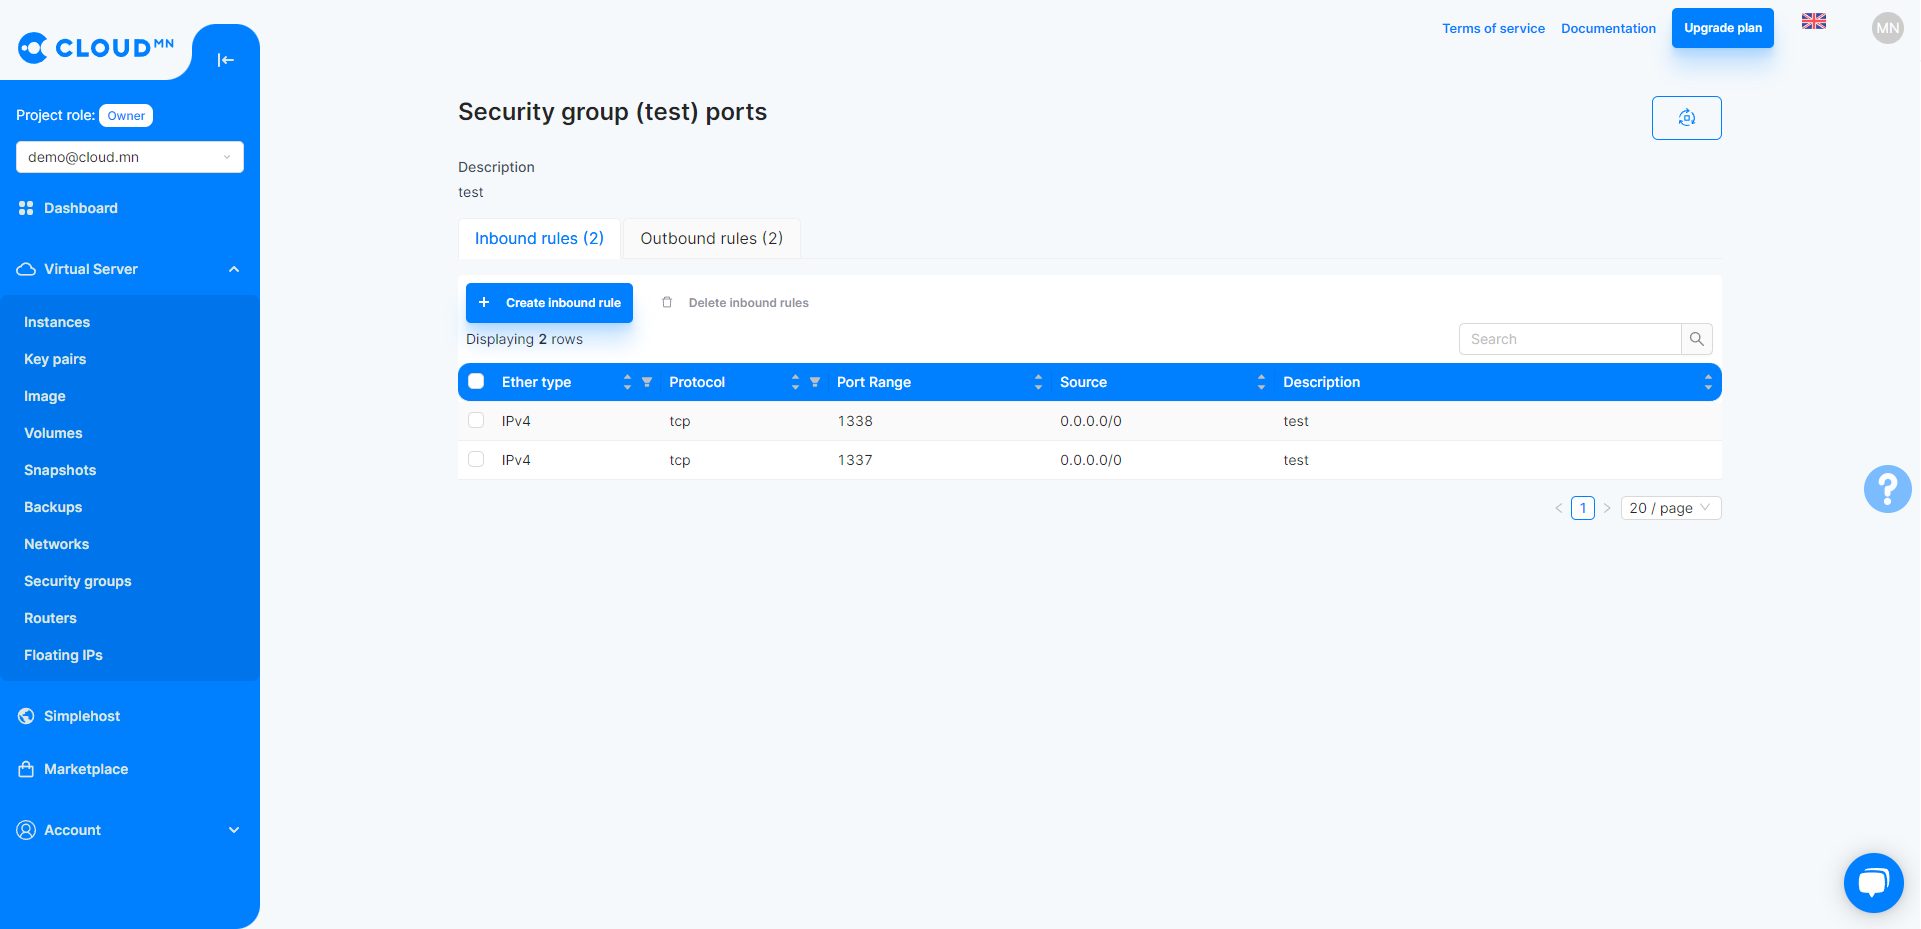 CLOUD MN
Project role: Owner
demo@cloud.mn
Dashboard
Virtual Server
Instances
Key pairs
Image
Volumes
Snapshots
Backups
Networks
Security groups
Routers
Floating IPs
Simplehost
Marketplace
Account
Terms of service Documentation Upgrade plan MN
Security group (test) ports
Description
test
Inbound rules (2) Outbound rules (2)
+ Create inbound rule Delete inbound rules
Displaying 2 rows Search
Ether type Protocol Port Range Source Description
IPv4 tcp 1338 0.0.0.0/0 test
IPv4 tcp 1337 0.0.0.0/0 test
< 1 > 20 / page
?